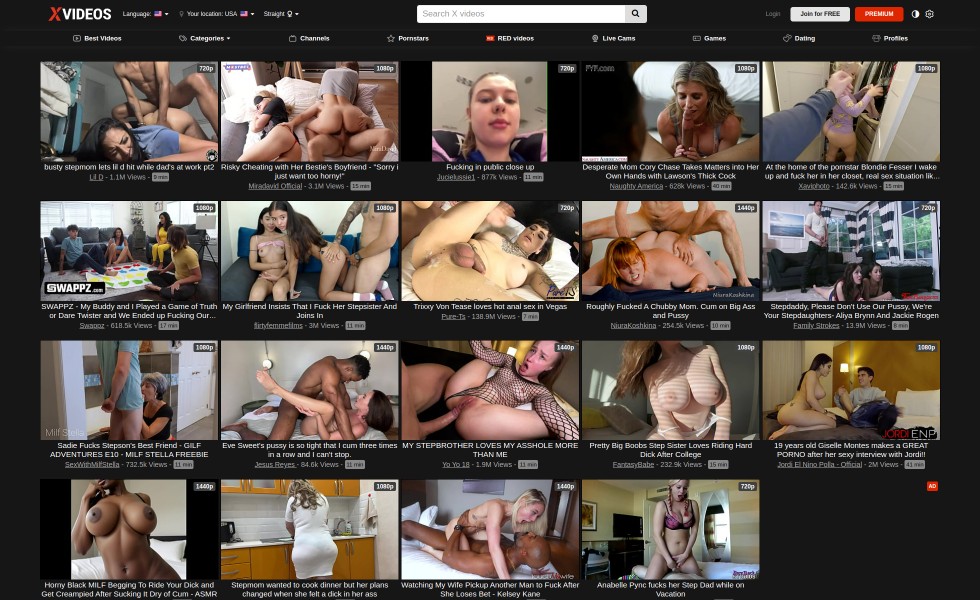 XVIDEOS
Language:
Your location: USA
Straight
Search X videos
Login
Join for FREE
PREMIUM
Best Videos
Categories
Channels
Pornstars
RED videos
Live Cams
Games
Dating
Profiles
720p
1080p
720p
FYF.com
1080p
1080p
busty stepmom lets lil d hit while dad's at work pt2
Lil D - 1.1M Views - 9 min
Risky Cheating with Her Bestie's Boyfriend - "Sorry i
just want too horny!"
Miradavid Official - 3.1M Views - 15 min
Fucking in public close up
Jucielussie1 - 877k Views - 11 min
Desperate Mom Cory Chase Takes Matters into Her
Own Hands with Lawson's Thick Cock
Naughty America - 628k Views - 40 min
At the home of the pornstar Blondie Fesser I wake
up and fuck her in her closet, real sex situation lik...
Xaviphoto - 142.6k Views - 15 min
1080p
SWAPPZ.com
1080p
720p
1440p
NiuraKoshkina
720p
SWAPPZ - My Buddy and I Played a Game of Truth
or Dare Twister and We Ended up Fucking Our...
Swappz - 618.5k Views - 17 min
My Girlfriend Insists That I Fuck Her Stepsister And
Joins In
flirtyfemmefilms - 3M Views - 11 min
Trixxy Von Tease loves hot anal sex in Vegas
Pure-Ts - 138.9M Views - 7 min
Roughly Fucked A Chubby Mom. Cum on Big Ass
and Pussy
NiuraKoshkina - 254.5k Views - 10 min
Stepdaddy, Please Don't Use Our Pussy, We're
Your Stepdaughters- Aliya Brynn And Jackie Rogen
Family Strokes - 13.9M Views - 8 min
1080p
Milf Stella
1440p
1440p
1080p
1080p
JORDI ENP
Sadie Fucks Stepson's Best Friend - GILF
ADVENTURES E10 - MILF STELLA FREEBIE
SexWithMilfStella - 732.5k Views - 11 min
Eve Sweet's pussy is so tight that I cum three times
in a row and I can't stop.
Jesus Reyes - 84.6k Views - 11 min
MY STEPBROTHER LOVES MY ASSHOLE MORE
THAN ME
Yo Yo 18 - 1.9M Views - 11 min
Pretty Big Boobs Step Sister Loves Riding Hard
Dick After College
FantasyBabe - 232.9k Views - 15 min
19 years old Giselle Montes makes a GREAT
PORNO after her sexy interview with Jordi!!
Jordi El Nino Polla - Official - 2M Views - 41 min
1440p
1080p
1440p
720p
AD
Horny Black MILF Begging To Ride Your Dick and
Get Creampied After Sucking It Dry of Cum - ASMR
Stepmom wanted to cook dinner but her plans
changed when she felt a dick in her ass
Watching My Wife Pickup Another Man to Fuck After
She Loses Bet - Kelsey Kane
Anabelle Pync fucks her Step Dad while on
Vacation